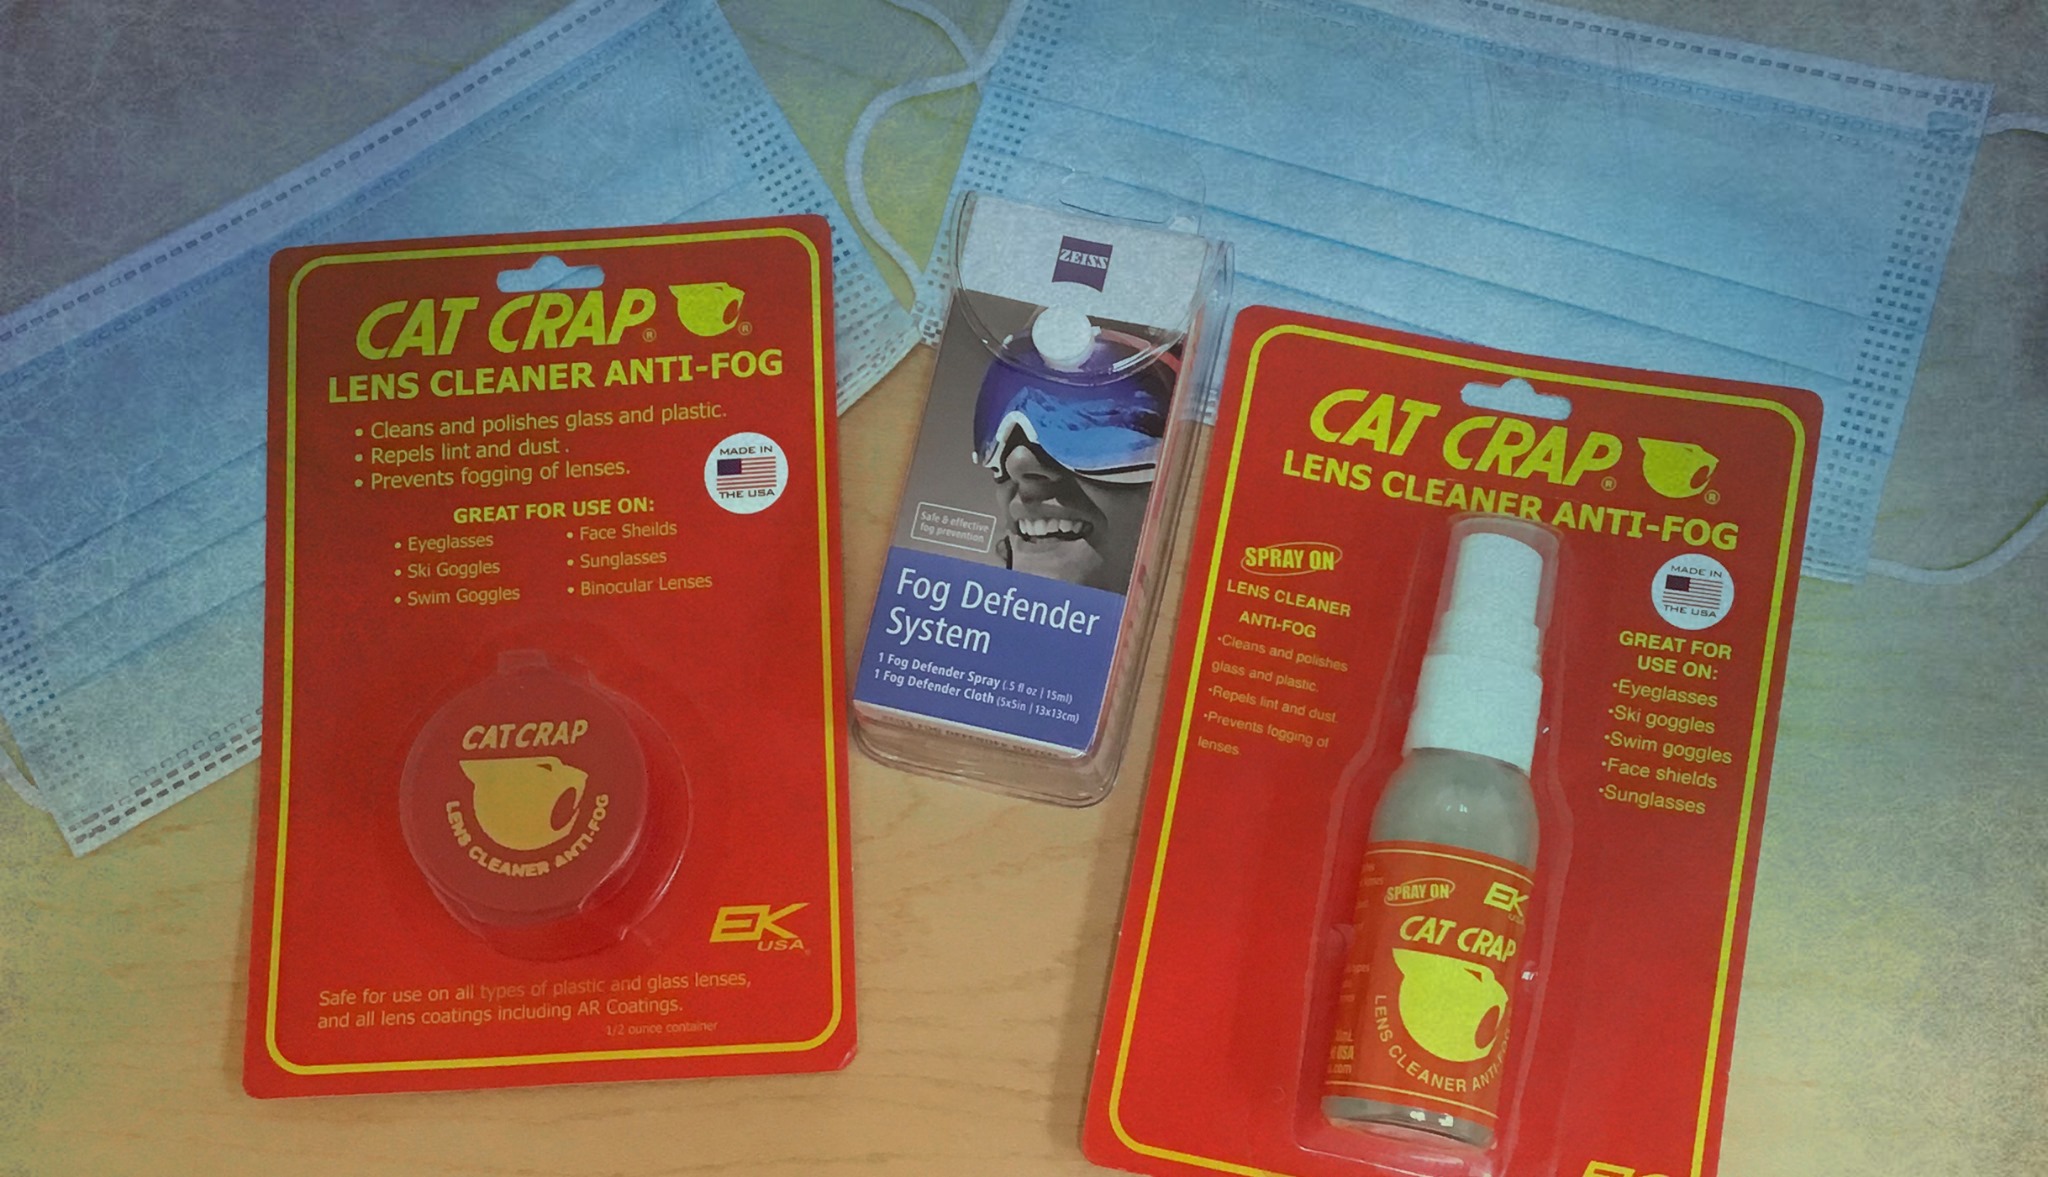 CAT CRAP®
LENS CLEANER ANTI-FOG
• Cleans and polishes glass and plastic.
• Repels lint and dust .
• Prevents fogging of lenses.
MADE IN
THE USA
GREAT FOR USE ON:
• Eyeglasses
• Ski Goggles
• Swim Goggles
• Face Sheilds
• Sunglasses
• Binocular Lenses
CAT CRAP
LENS CLEANER ANTI-FOG
EK
USA
Safe for use on all types of plastic and glass lenses,
and all lens coatings including AR Coatings.
1/2 ounce container
ZEISS
Safe & effective
fog prevention
Fog Defender
System
1 Fog Defender Spray (.5 fl oz | 15ml)
1 Fog Defender Cloth (5x5in | 13x13cm)
CAT CRAP®
LENS CLEANER ANTI-FOG
SPRAY ON
LENS CLEANER
ANTI-FOG
•Cleans and polishes
glass and plastic.
•Repels lint and dust.
•Prevents fogging of
lenses.
MADE IN
THE USA
GREAT FOR
USE ON:
•Eyeglasses
•Ski goggles
•Swim goggles
•Face shields
•Sunglasses
SPRAY ON
EK
CAT CRAP
LENS CLEANER ANTI-FOG